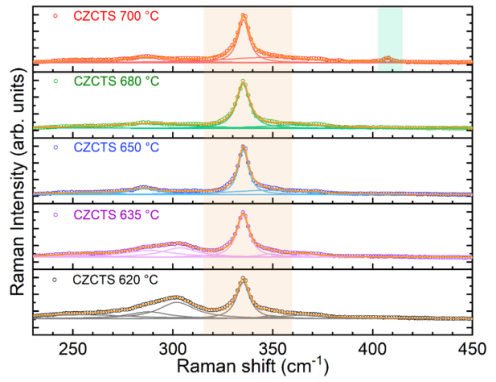 CZCTS 700 °C
CZCTS 680 °C
CZCTS 650 °C
CZCTS 635 °C
CZCTS 620 °C
Raman Intensity (arb. units)
250 300 350 400 450
Raman shift (cm-1)